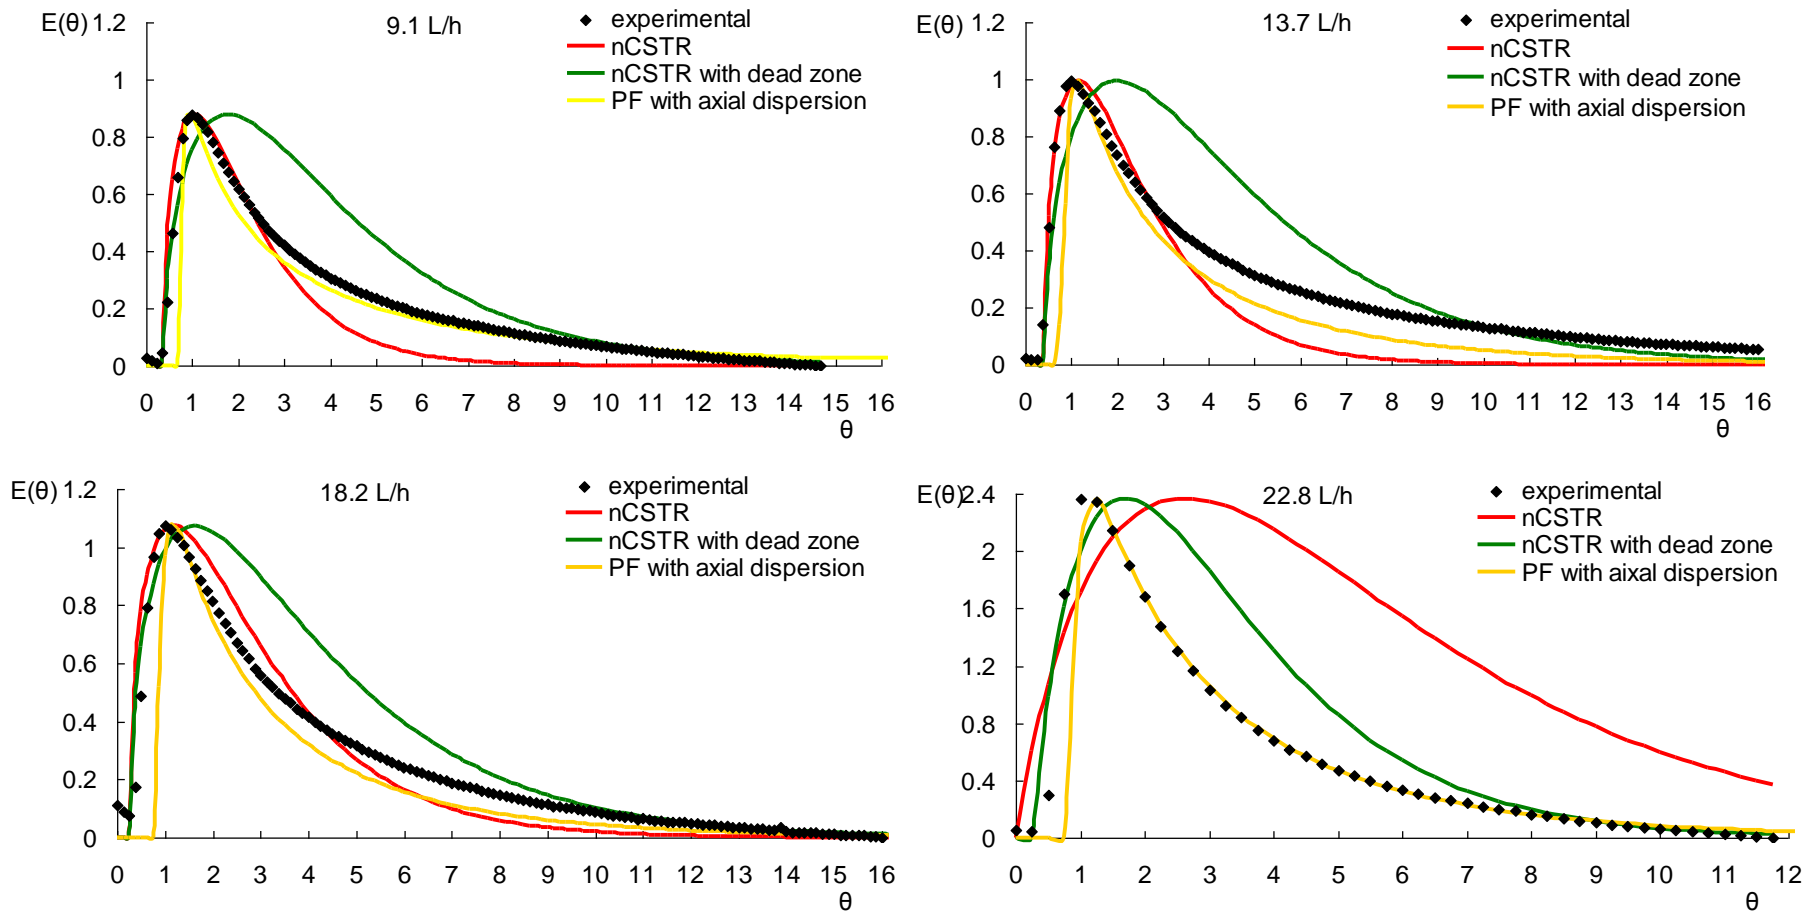 E(θ) 1.2 9.1 L/h
experimental
nCSTR
nCSTR with dead zone
PF with axial dispersion
1
0.8
0.6
0.4
0.2
0
0 1 2 3 4 5 6 7 8 9 10 11 12 13 14 15 16
θ
E(θ) 1.2 13.7 L/h
experimental
nCSTR
nCSTR with dead zone
PF with axial dispersion
1
0.8
0.6
0.4
0.2
0
0 1 2 3 4 5 6 7 8 9 10 11 12 13 14 15 16
θ
E(θ) 1.2 18.2 L/h
experimental
nCSTR
nCSTR with dead zone
PF with axial dispersion
1
0.8
0.6
0.4
0.2
0
0 1 2 3 4 5 6 7 8 9 10 11 12 13 14 15 16
θ
E(θ) 2.4 22.8 L/h
experimental
nCSTR
nCSTR with dead zone
PF with aixal dispersion
2
1.6
1.2
0.8
0.4
0
0 1 2 3 4 5 6 7 8 9 10 11 12
θ